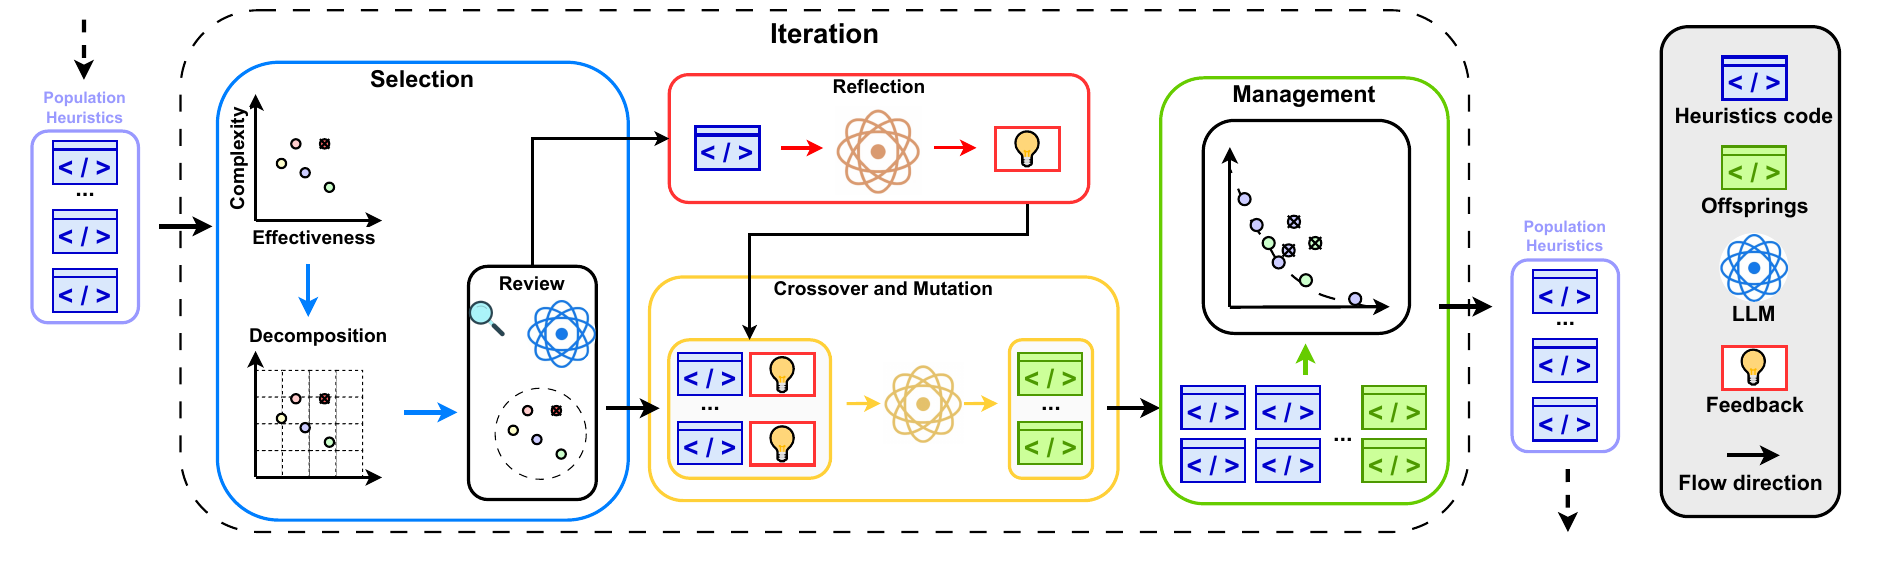 Iteration
Population
Heuristics
</>
...
</>
</>
Selection
Complexity
Effectiveness
Decomposition
Review
Reflection
</>
Crossover and Mutation
</>
...
...
</>
</>
...
</>
Management
</> </> </>
...
</> </> </>
Population
Heuristics
</>
...
</>
</>
</>
Heuristics code
</>
Offsprings
LLM
Feedback
Flow direction